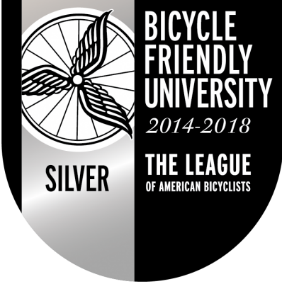 BICYCLE
FRIENDLY
UNIVERSITY
2014-2018
SILVER
THE LEAGUE
OF AMERICAN BICYCLISTS